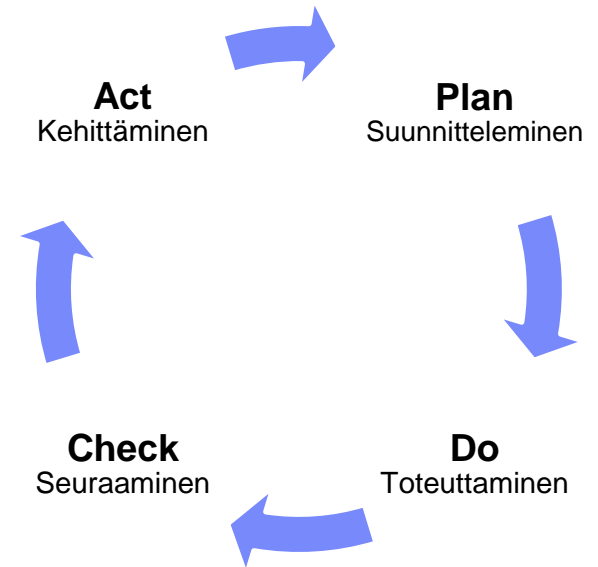 Act
Kehittäminen
Plan
Suunnitteleminen
Check
Seuraaminen
Do
Toteuttaminen